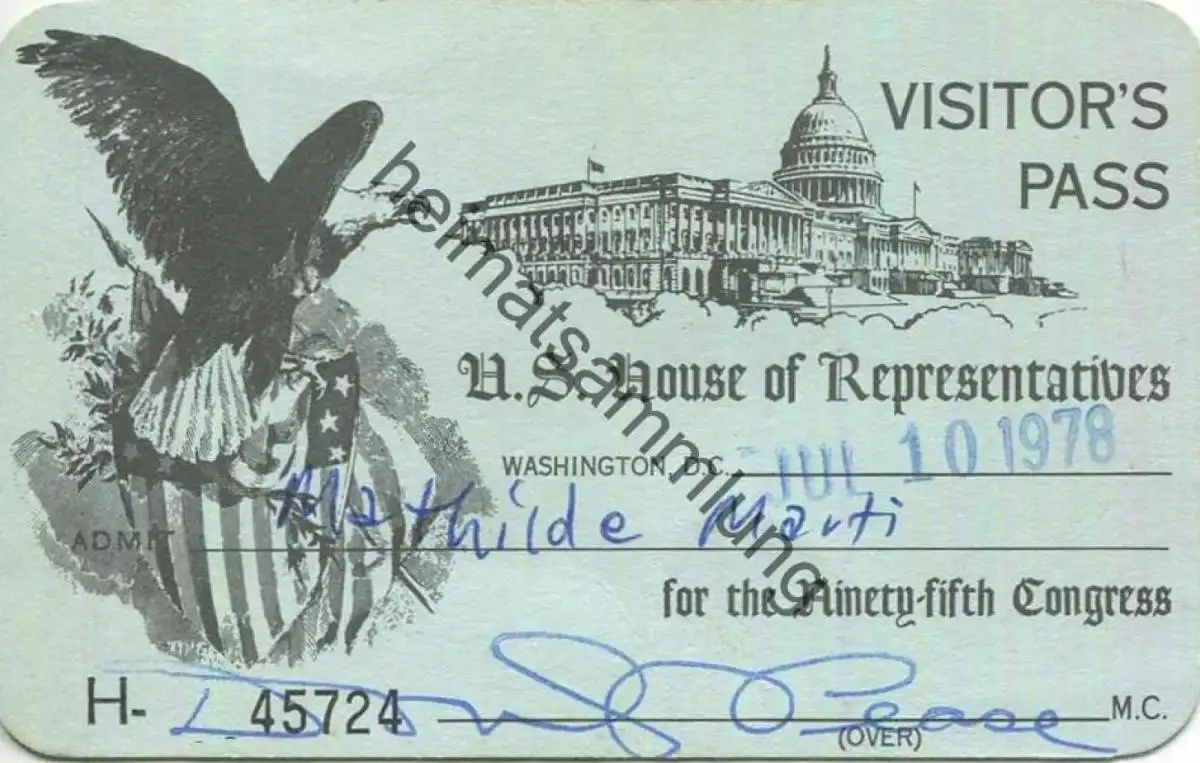 VISITOR'S
PASS
U. S. House of Representatives
WASHINGTON, D.C. JUL 10 1978
ADMIT Mathilde Marti
for the Ninety-fifth Congress
H- 45724 Donald J. Pease M.C.
(OVER)
heimatsammlung